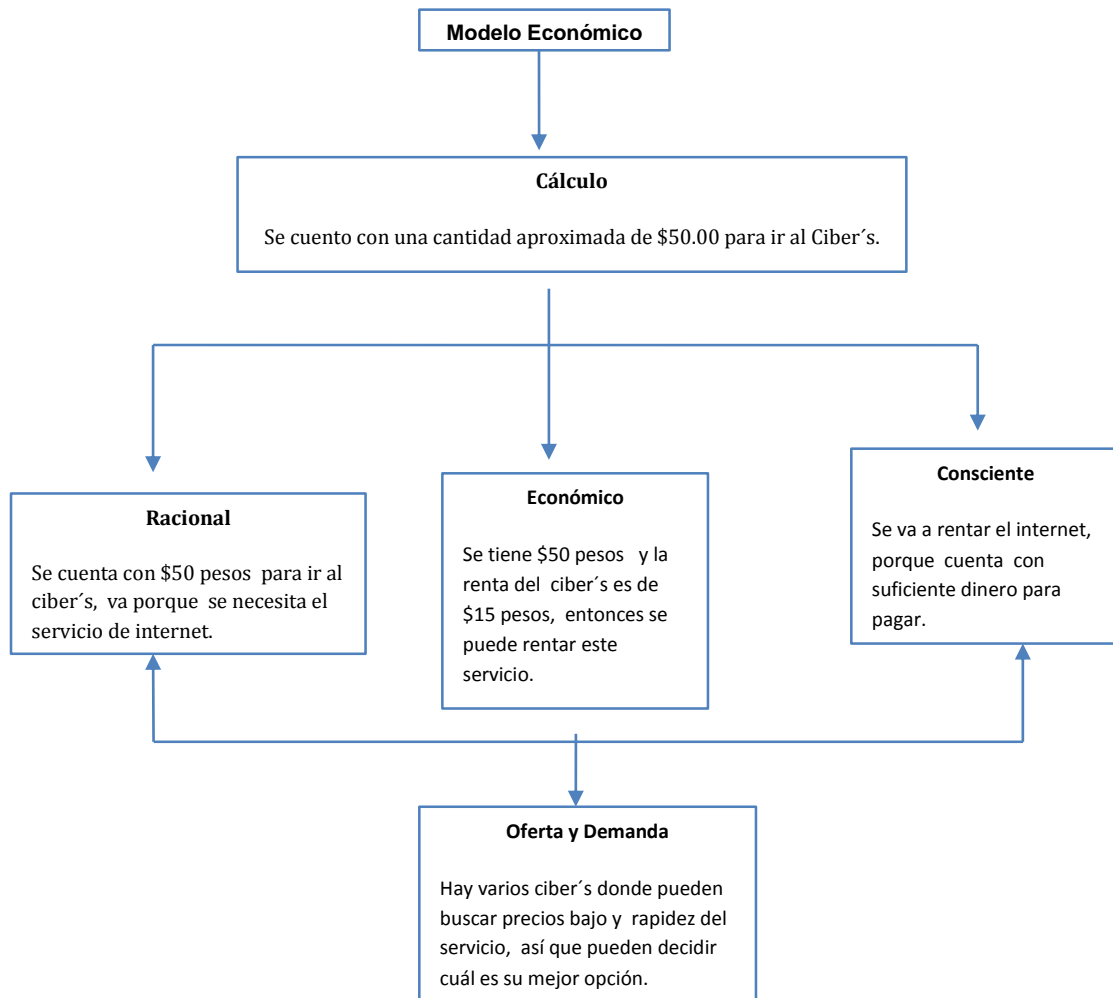 Modelo Económico
Cálculo
Se cuento con una cantidad aproximada de $50.00 para ir al Ciber´s.
Racional
Se cuenta con $50 pesos para ir al
ciber´s, va porque se necesita el
servicio de internet.
Económico
Se tiene $50 pesos y la
renta del ciber´s es de
$15 pesos, entonces se
puede rentar este
servicio.
Consciente
Se va a rentar el internet,
porque cuenta con
suficiente dinero para
pagar.
Oferta y Demanda
Hay varios ciber´s donde pueden
buscar precios bajo y rapidez del
servicio, así que pueden decidir
cuál es su mejor opción.